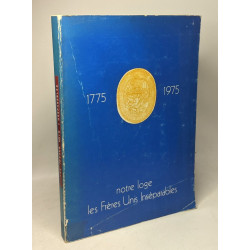 1775 1975
notre loge
les Frères Unis Inséparables